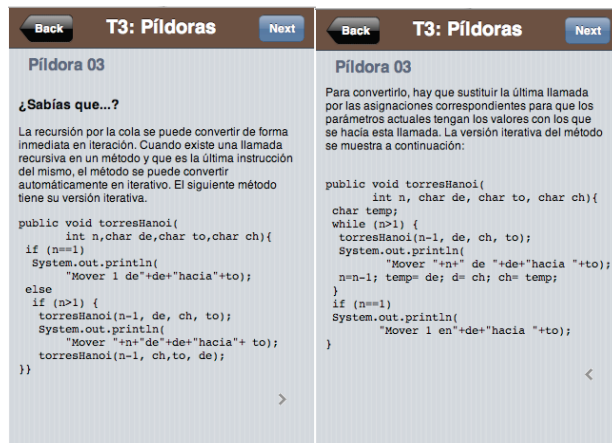 Back T3: Píldoras Next
Píldora 03
¿Sabías que...?
La recursión por la cola se puede convertir de forma
inmediata en iteración. Cuando existe una llamada
recursiva en un método y que es la última instrucción
del mismo, el método se puede convertir
automáticamente en iterativo. El siguiente método
tiene su versión iterativa.
public void torresHanoi(
int n,char de,char to,char ch){
if (n==1)
System.out.println(
"Mover 1 de"+de+"hacia"+to);
else
if (n>1) {
torresHanoi(n-1, de, ch, to);
System.out.println(
"Mover "+n+"de"+de+"hacia"+ to);
torresHanoi(n-1, ch,to, de);
}}
>
Back T3: Píldoras Next
Píldora 03
Para convertirlo, hay que sustituir la última llamada
por las asignaciones correspondientes para que los
parámetros actuales tengan los valores con los que
se hacía esta llamada. La versión iterativa del método
se muestra a continuación:
public void torresHanoi(
int n, char de, char to, char ch){
char temp;
while (n>1) {
torresHanoi(n-1, de, ch, to);
System.out.println(
"Mover "+n+" de "+de+"hacia "+to);
n=n-1; temp= de; d= ch; ch= temp;
}
if (n==1)
System.out.println(
"Mover 1 en"+de+"hacia "+to);
}
<